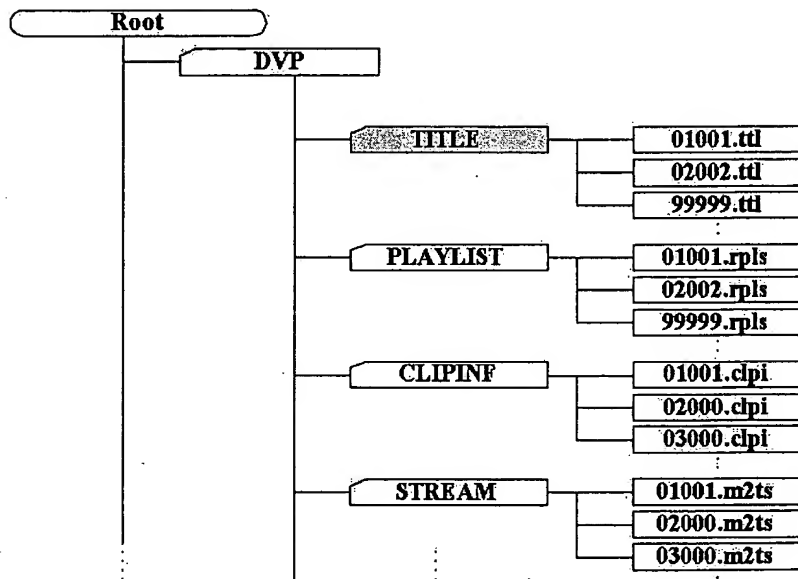 Root
DVP
TITLE
01001.ttl
02002.ttl
99999.ttl
PLAYLIST
01001.rpls
02002.rpls
99999.rpls
CLIPINF
01001.clpi
02000.clpi
03000.clpi
STREAM
01001.m2ts
02000.m2ts
03000.m2ts